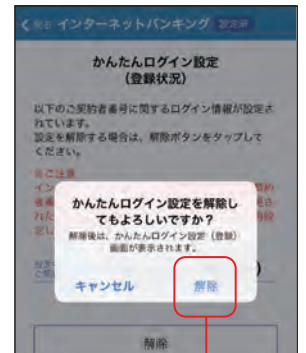 インターネットバンキング 設定済
かんたんログイン設定
(登録状況)
以下のご契約者番号に関するログイン情報が設定さ
れています。
設定を解除する場合は、解除ボタンをタップして
ください。
※ご注意
かんたんログイン設定を解除し
てもよろしいですか?
解除後は、かんたんログイン設定(登録)
画面が表示されます。
キャンセル 解除
解除